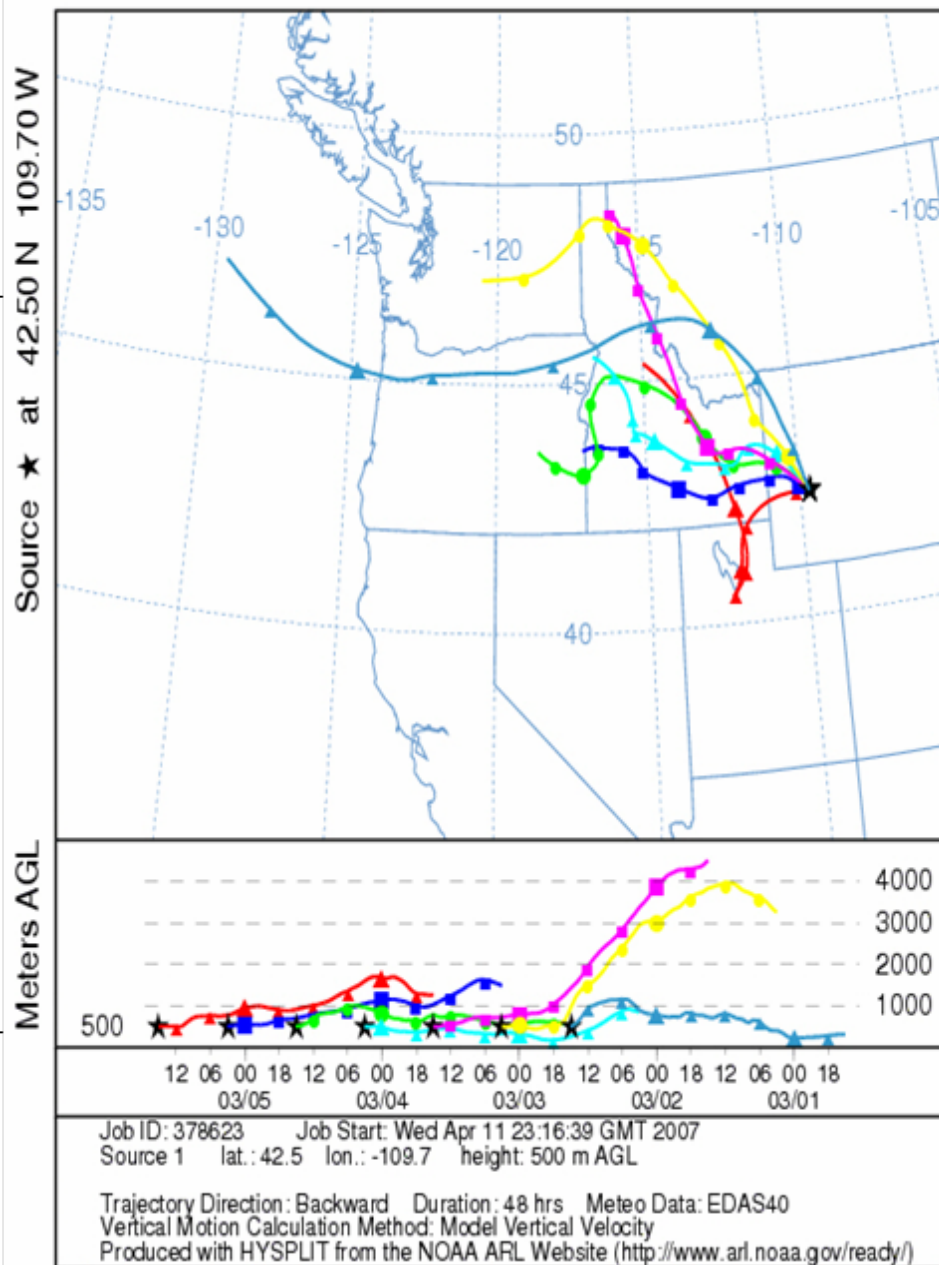 Source ★ at 42.50 N 109.70 W
50
-135
-130
-125
-120
-115
-110
-105
45
40
Meters AGL
4000
3000
2000
1000
500
12 06 00 18 12 06 00 18 12 06 00 18 12 06 00 18 12 06 00 18
03/05 03/04 03/03 03/02 03/01
Job ID: 378623 Job Start: Wed Apr 11 23:16:39 GMT 2007
Source 1 lat.: 42.5 lon.: -109.7 height: 500 m AGL
Trajectory Direction: Backward Duration: 48 hrs Meteo Data: EDAS40
Vertical Motion Calculation Method: Model Vertical Velocity
Produced with HYSPLIT from the NOAA ARL Website (http://www.arl.noaa.gov/ready/)